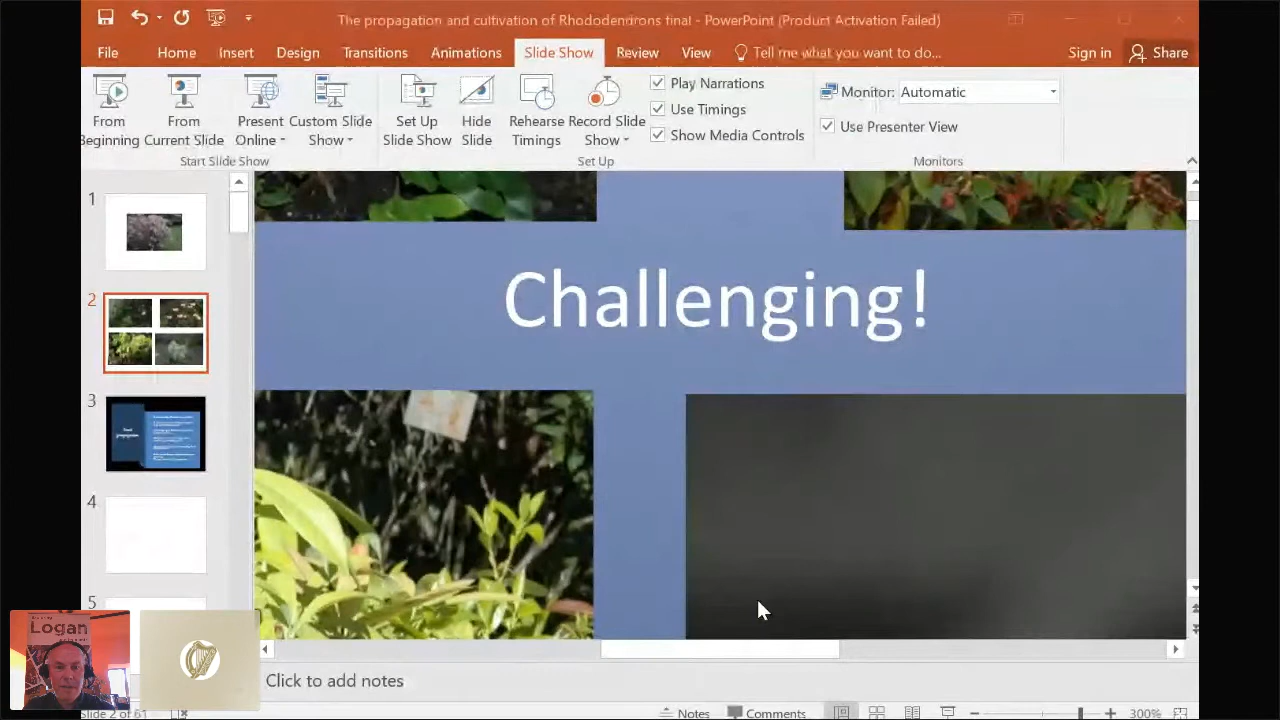 The propagation and cultivation of Rhododendrons final - PowerPoint (Product Activation Failed)
File Home Insert Design Transitions Animations Slide Show Review View Tell me what you want to do... Sign in Share
From Beginning
From Current Slide
Present Online
Custom Slide Show
Set Up Slide Show
Hide Slide
Rehearse Timings
Record Slide Show
Play Narrations
Use Timings
Show Media Controls
Monitor: Automatic
Use Presenter View
Start Slide Show
Set Up
Monitors
1
2
3
4
5
Challenging!
Logan
Click to add notes
Slide 2 of 61
Notes
Comments
300%